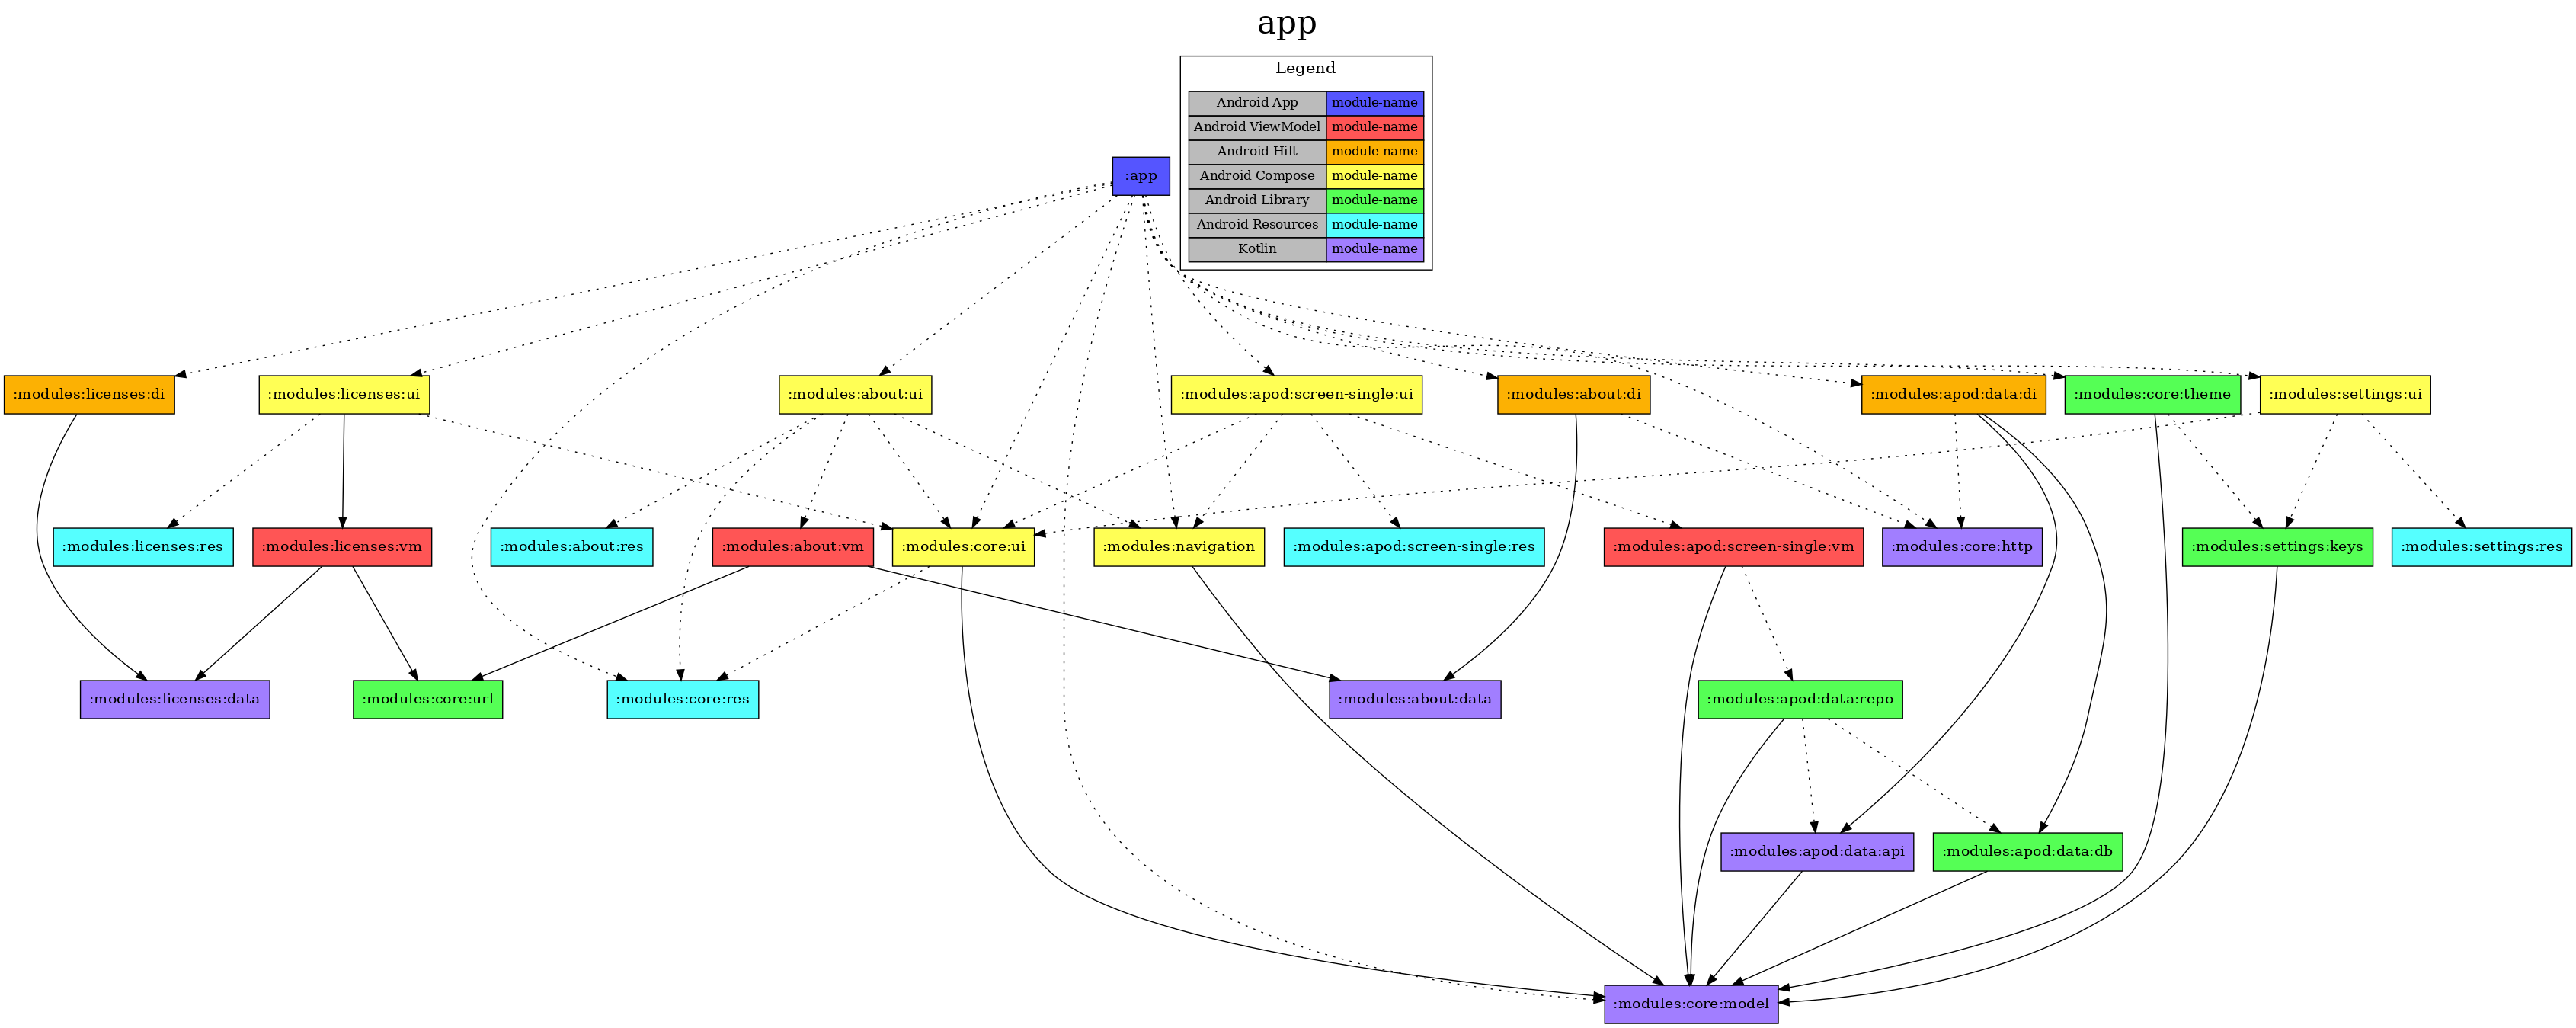 app
Legend
Android App module-name
Android ViewModel module-name
Android Hilt module-name
Android Compose module-name
Android Library module-name
Android Resources module-name
Kotlin module-name
:app
:modules:licenses:di
:modules:licenses:ui
:modules:about:ui
:modules:apod:screen-single:ui
:modules:about:di
:modules:apod:data:di
:modules:core:theme
:modules:settings:ui
:modules:licenses:res
:modules:licenses:vm
:modules:about:res
:modules:about:vm
:modules:core:ui
:modules:navigation
:modules:apod:screen-single:res
:modules:apod:screen-single:vm
:modules:core:http
:modules:settings:keys
:modules:settings:res
:modules:licenses:data
:modules:core:url
:modules:core:res
:modules:about:data
:modules:apod:data:repo
:modules:apod:data:api
:modules:apod:data:db
:modules:core:model